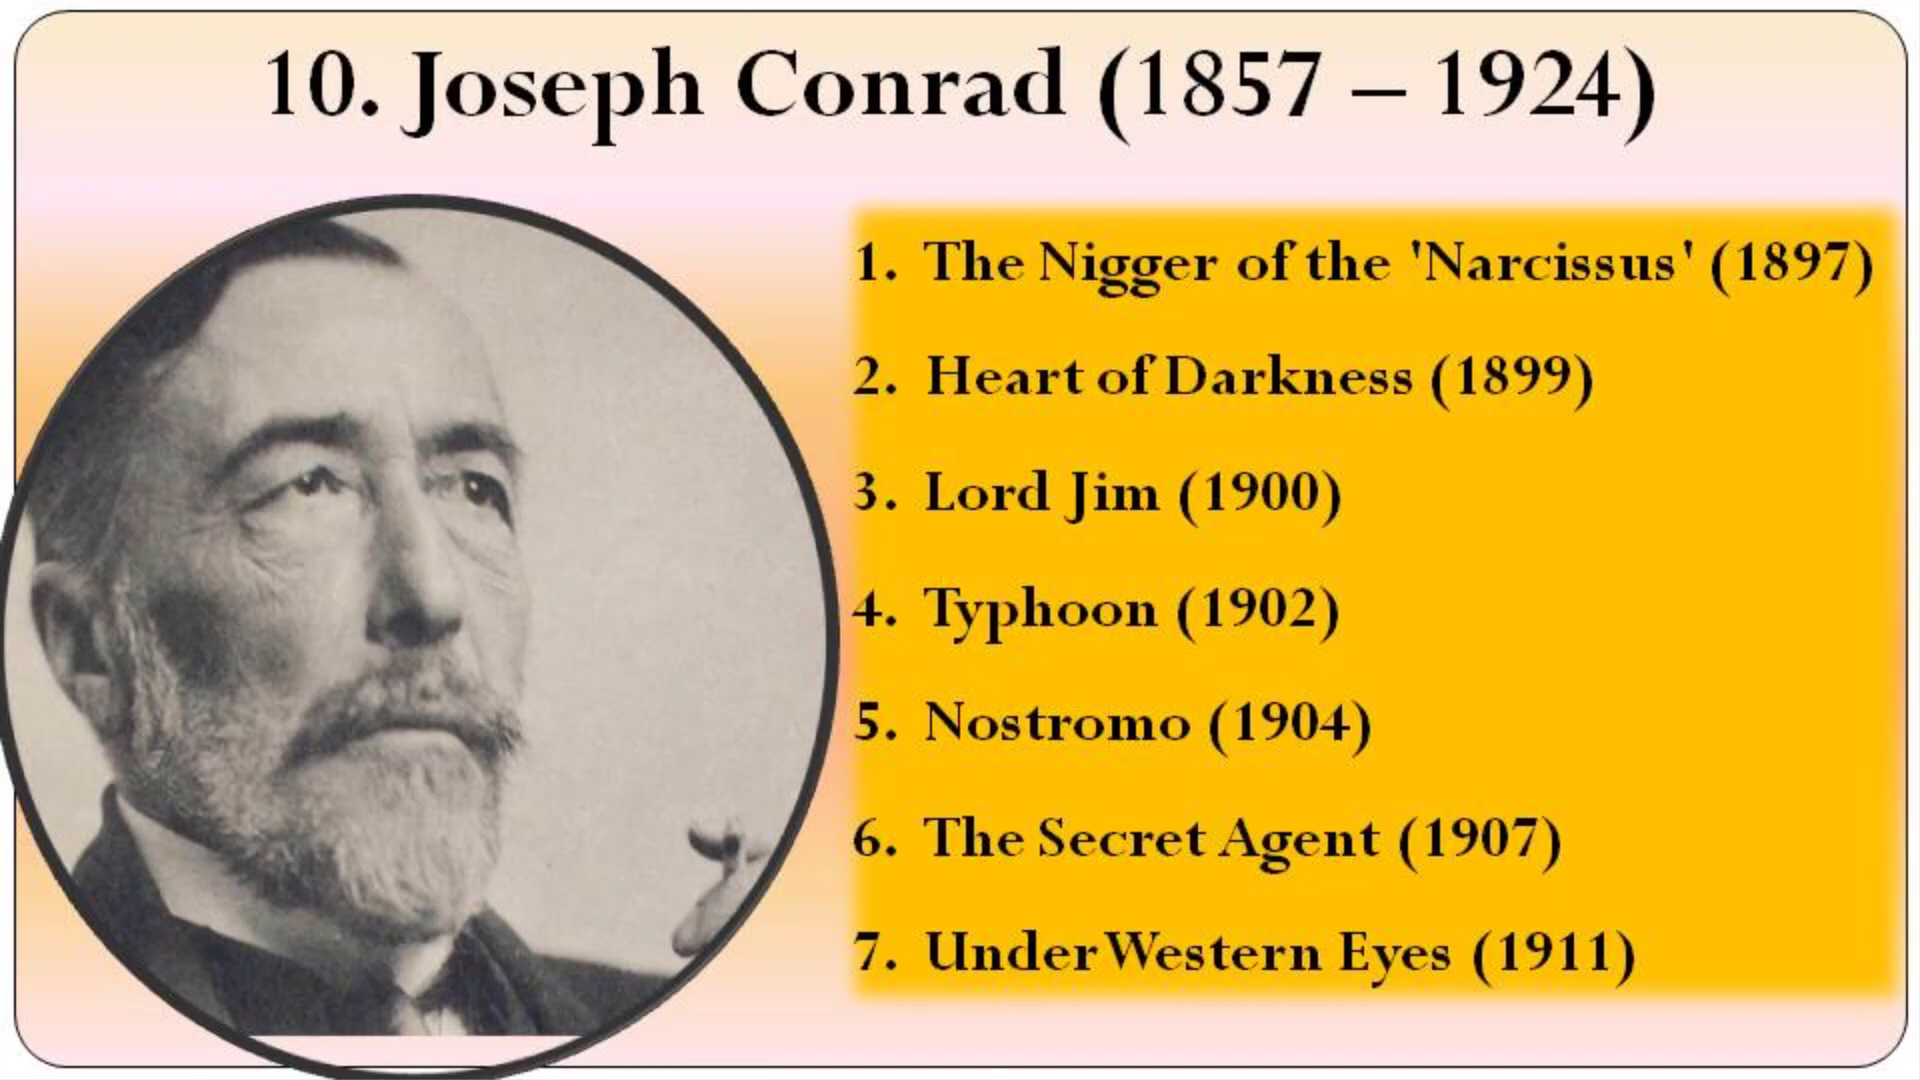 10. Joseph Conrad (1857 – 1924)
1. The Nigger of the 'Narcissus' (1897)
2. Heart of Darkness (1899)
3. Lord Jim (1900)
4. Typhoon (1902)
5. Nostromo (1904)
6. The Secret Agent (1907)
7. Under Western Eyes (1911)